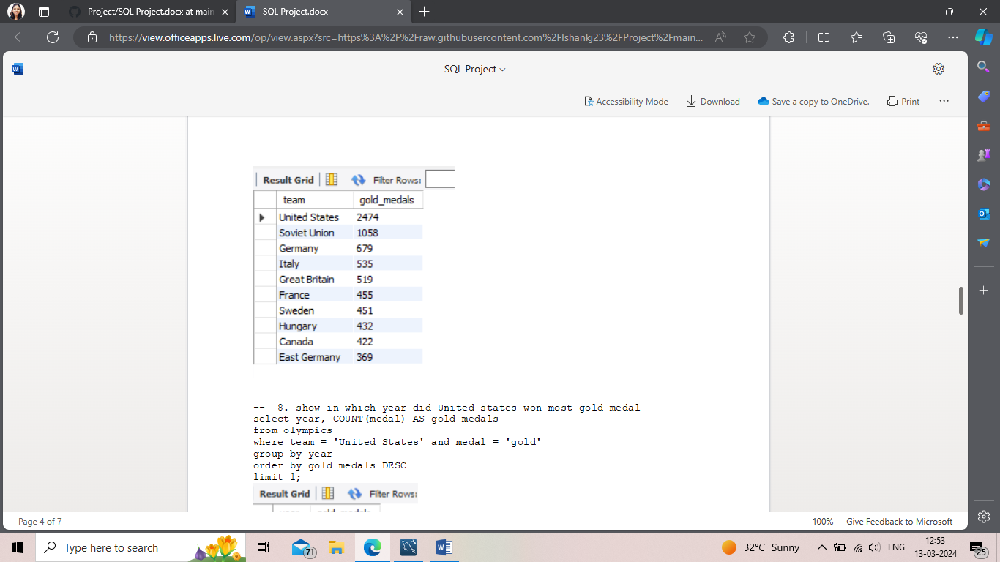 Project/SQL Project.docx at main
SQL Project.docx
https://view.officeapps.live.com/op/view.aspx?src=https%3A%2F%2Fraw.githubusercontent.com%2FIshankj23%2FProject%2Fmain...
SQL Project
Accessibility Mode
Download
Save a copy to OneDrive.
Print
Result Grid
Filter Rows:
team gold_medals
United States 2474
Soviet Union 1058
Germany 679
Italy 535
Great Britain 519
France 455
Sweden 451
Hungary 432
Canada 422
East Germany 369
-- 8. show in which year did United states won most gold medal
select year, COUNT(medal) AS gold_medals
from olympics
where team = 'United States' and medal = 'gold'
group by year
order by gold_medals DESC
limit 1;
Result Grid
Filter Rows:
Page 4 of 7
100%
Give Feedback to Microsoft
Type here to search
71
32°C Sunny
ENG
12:53
13-03-2024
25